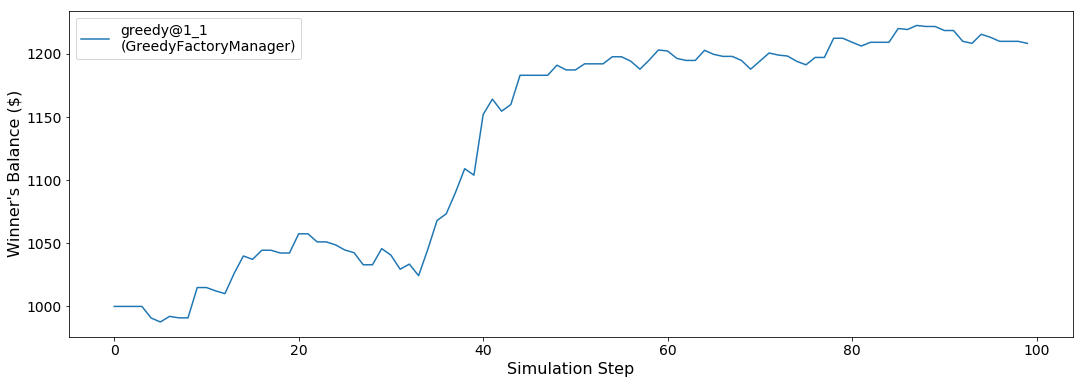 greedy@1_1
(GreedyFactoryManager)
1200
1150
1100
1050
1000
Winner's Balance ($)
0 20 40 60 80 100
Simulation Step